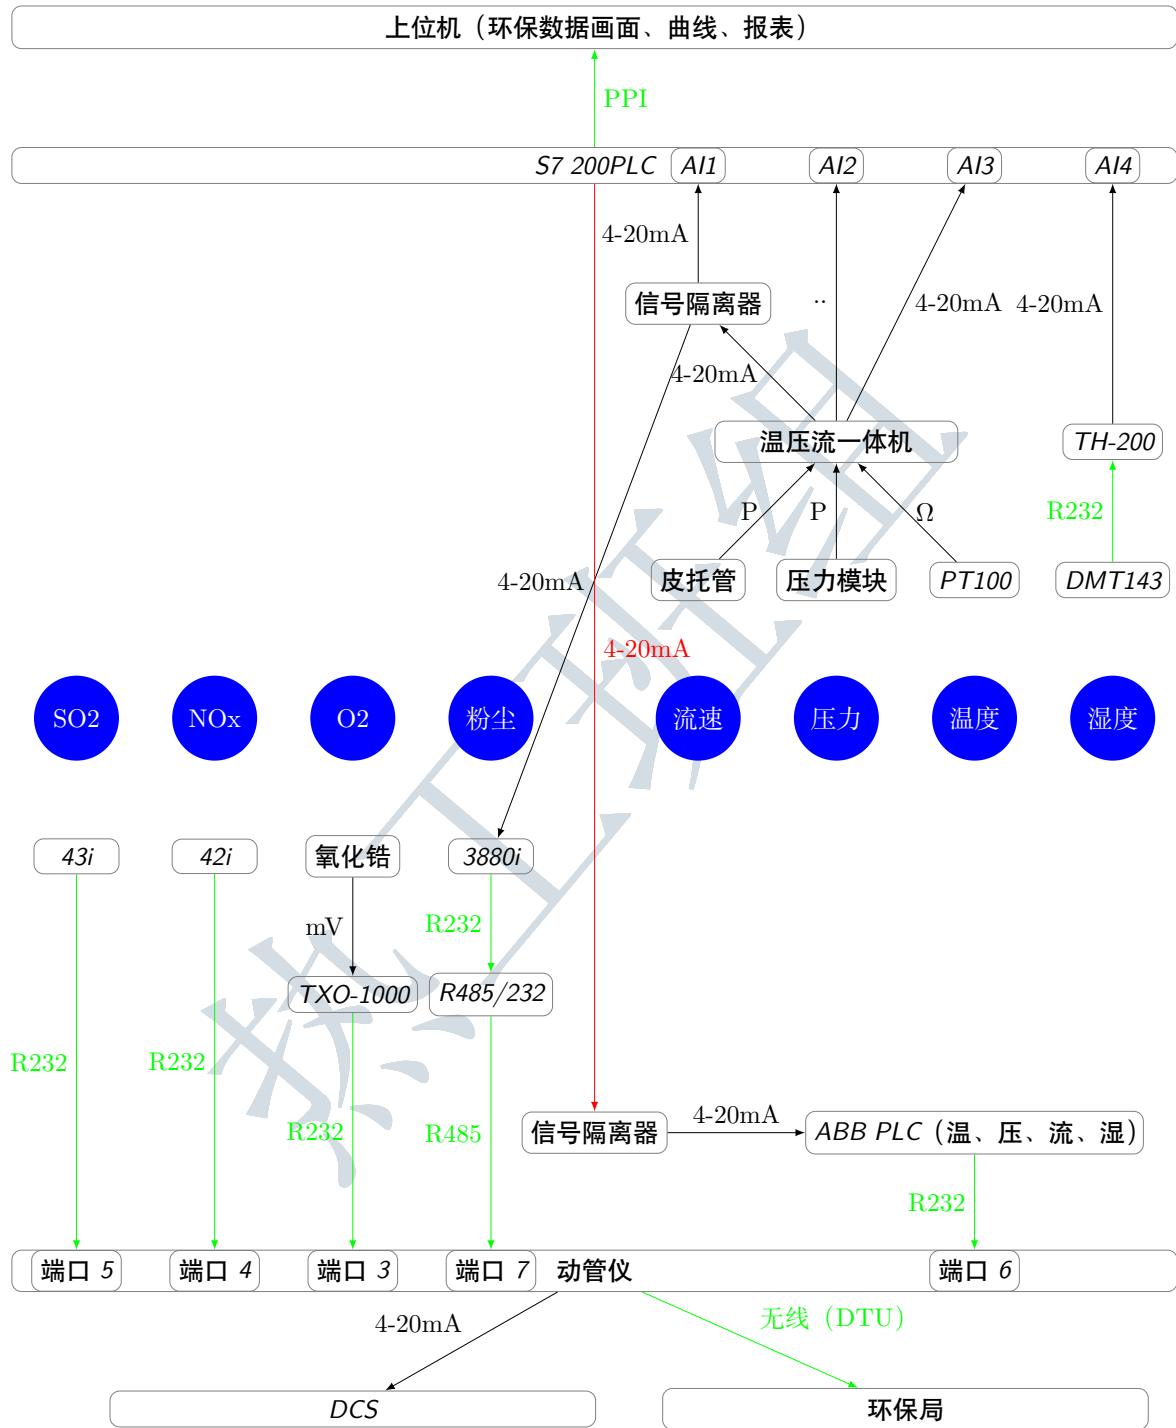 上位机（环保数据画面、曲线、报表）
PPI
S7 200PLC AI1 AI2 AI3 AI4
4-20mA
信号隔离器 .. 4-20mA 4-20mA
4-20mA
温压流一体机 TH-200
P P Ω R232
皮托管 压力模块 PT100 DMT143
4-20mA
4-20mA
SO2 NOx O2 粉尘 流速 压力 温度 湿度
43i 42i 氧化锆 3880i
mV R232
TXO-1000 R485/232
R232 R232
4-20mA
R232 R485 信号隔离器 ABB PLC（温、压、流、湿）
R232
端口 5 端口 4 端口 3 端口 7 动管仪 端口 6
4-20mA 无线（DTU）
DCS 环保局
热工班组